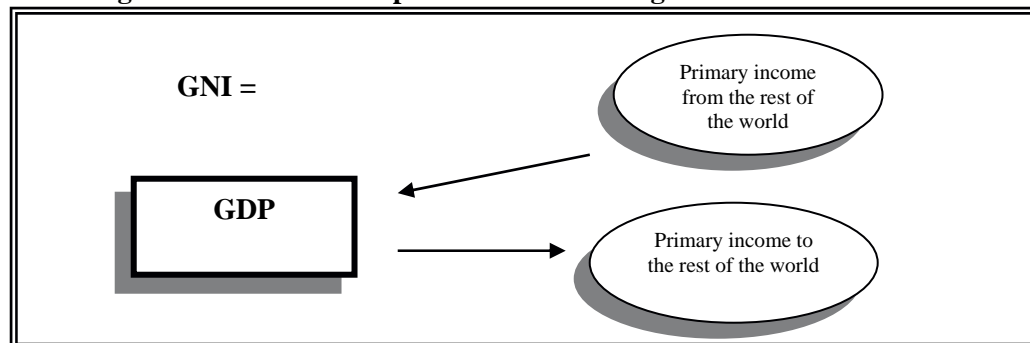 GNI =
Primary income
from the rest of
the world
GDP
Primary income to
the rest of the world